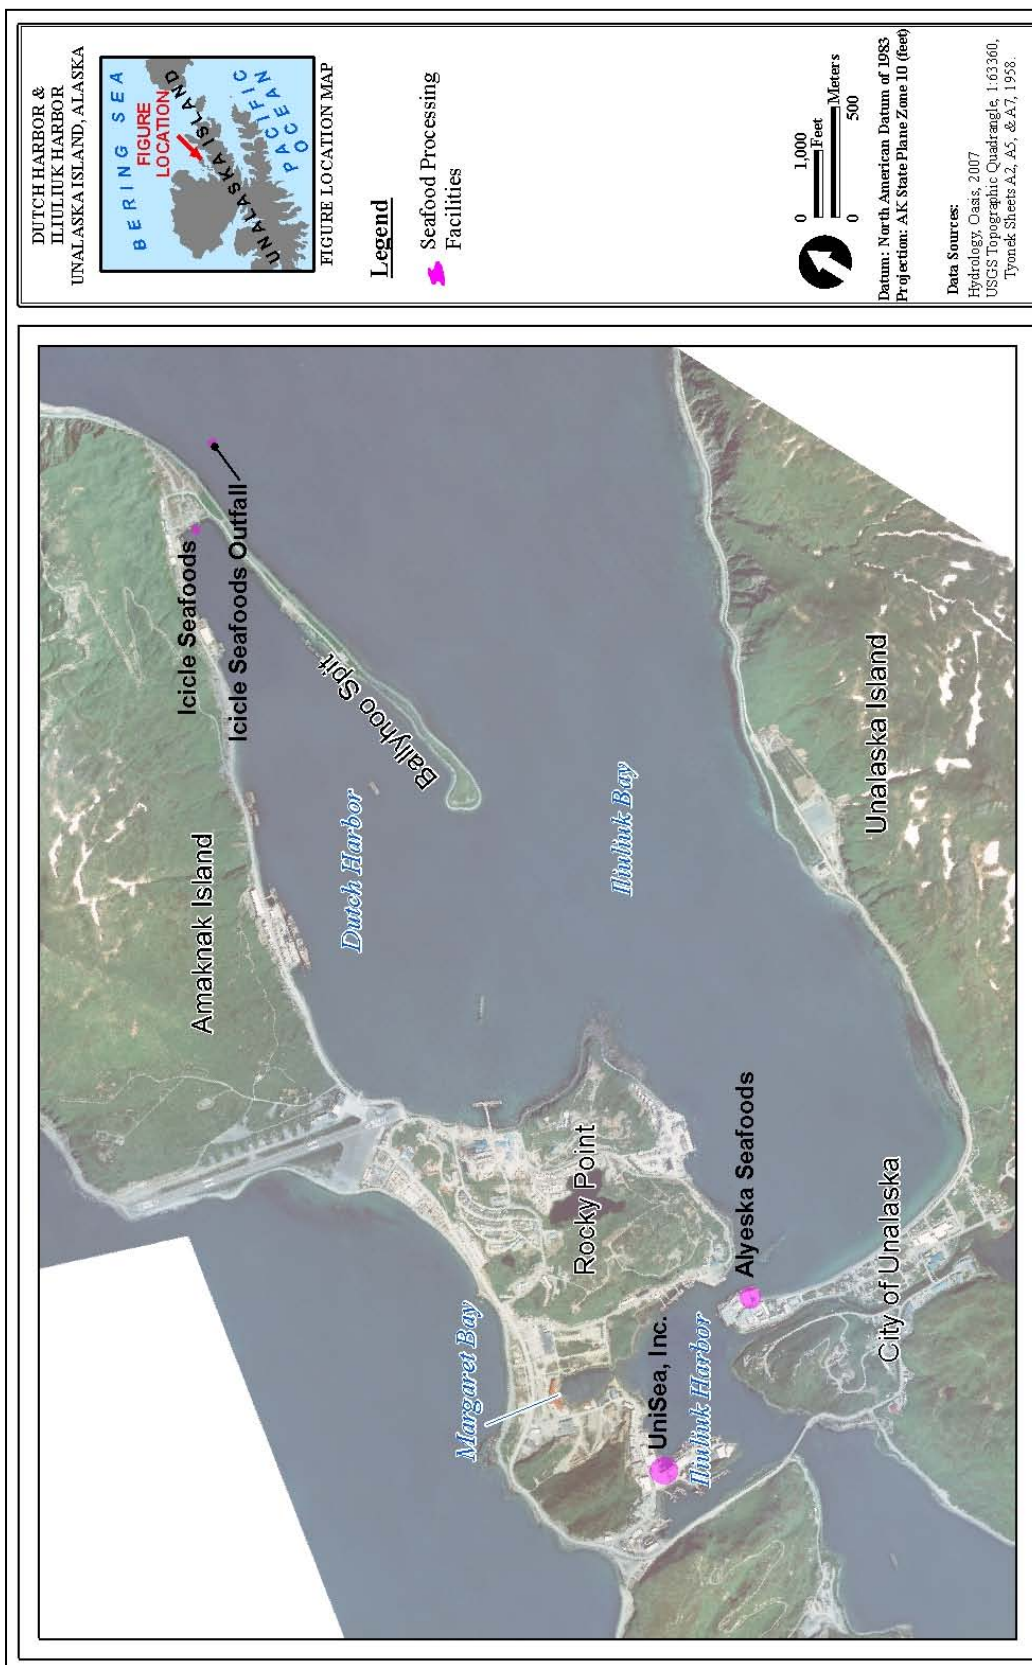 DUTCH HARBOR &
ILIULIUK HARBOR
UNALASKA ISLAND, ALASKA
BERING SEA
FIGURE
LOCATION
UNALASKA ISLAND
PACIFIC
OCEAN
FIGURE LOCATION MAP
Legend
Seafood Processing
Facilities
0 1,000
Feet
Meters
0 500
Datum: North American Datum of 1983
Projection: AK State Plane Zone 10 (feet)
Data Sources:
Hydrology, Oasis, 2007
USGS Topographic Quadrangle, 1:63360,
Tyonek Sheets A2, A5, & A7, 1958.
Icicle Seafoods
Icicle Seafoods Outfall
Amaknak Island
Ballyhoo Spit
Dutch Harbor
Iliuliuk Bay
Unalaska Island
Rocky Point
Margaret Bay
Alyeska Seafoods
UniSea, Inc.
Iliuliuk Harbor
City of Unalaska